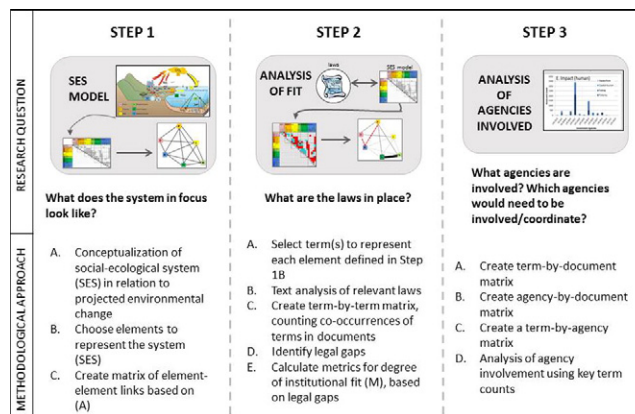 STEP 1
STEP 2
STEP 3
RESEARCH QUESTION
SES
MODEL
What does the system in focus
look like?
ANALYSIS
OF FIT
laws
SES model
What are the laws in place?
ANALYSIS
OF
AGENCIES
INVOLVED
What agencies are
involved? Which agencies
would need to be
involved/coordinate?
METHODOLOGICAL APPROACH
A. Conceptualization of
social-ecological system
(SES) in relation to
projected environmental
change
B. Choose elements to
represent the system
(SES)
C. Create matrix of element-
element links based on
(A)
A. Select term(s) to represent
each element defined in Step
1B
B. Text analysis of relevant laws
C. Create term-by-term matrix,
counting co-occurrences of
terms in documents
D. Identify legal gaps
E. Calculate metrics for degree
of institutional fit (M), based
on legal gaps
A. Create term-by-document
matrix
B. Create agency-by-document
matrix
C. Create a term-by-agency
matrix
D. Analysis of agency
involvement using key term
counts